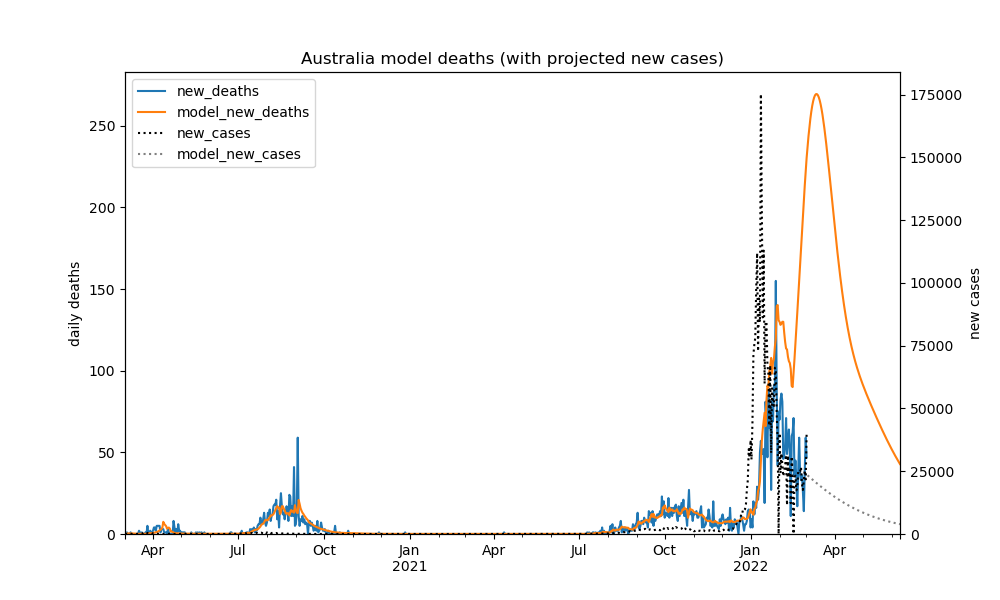 Australia model deaths (with projected new cases)
new_deaths
model_new_deaths
new_cases
model_new_cases
daily deaths
250
200
150
100
50
0
new cases
175000
150000
125000
100000
75000
50000
25000
0
Apr
Jul
Oct
Jan
2021
Apr
Jul
Oct
Jan
2022
Apr